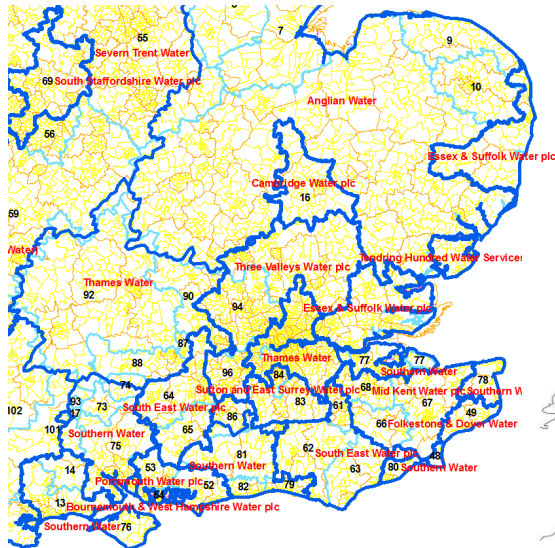 7
55
9
Severn Trent Water
69
South Staffordshire Water plc
10
Anglian Water
56
Essex & Suffolk Water plc
Cambridge Water plc
16
59
Water)
Tendring Hundred Water Services
Three Valleys Water plc
Thames Water
92
90
94
Essex & Suffolk Water plc
87
88
Thames Water
77
77
Southern Water
74
96
84
78
Sutton and East Surrey Water plc
68
Mid Kent Water plc
Southern W
64
93
17
73
South East Water plc
83
61
67
49
102
86
66
Folkestone & Dover Water
101
Southern Water
65
75
81
62
South East Water plc
48
14
53
Southern Water
63
80
Southern Water
Portsmouth Water plc
52
82
79
54
13
Bournemouth & West Hampshire Water plc
Southern Water
76